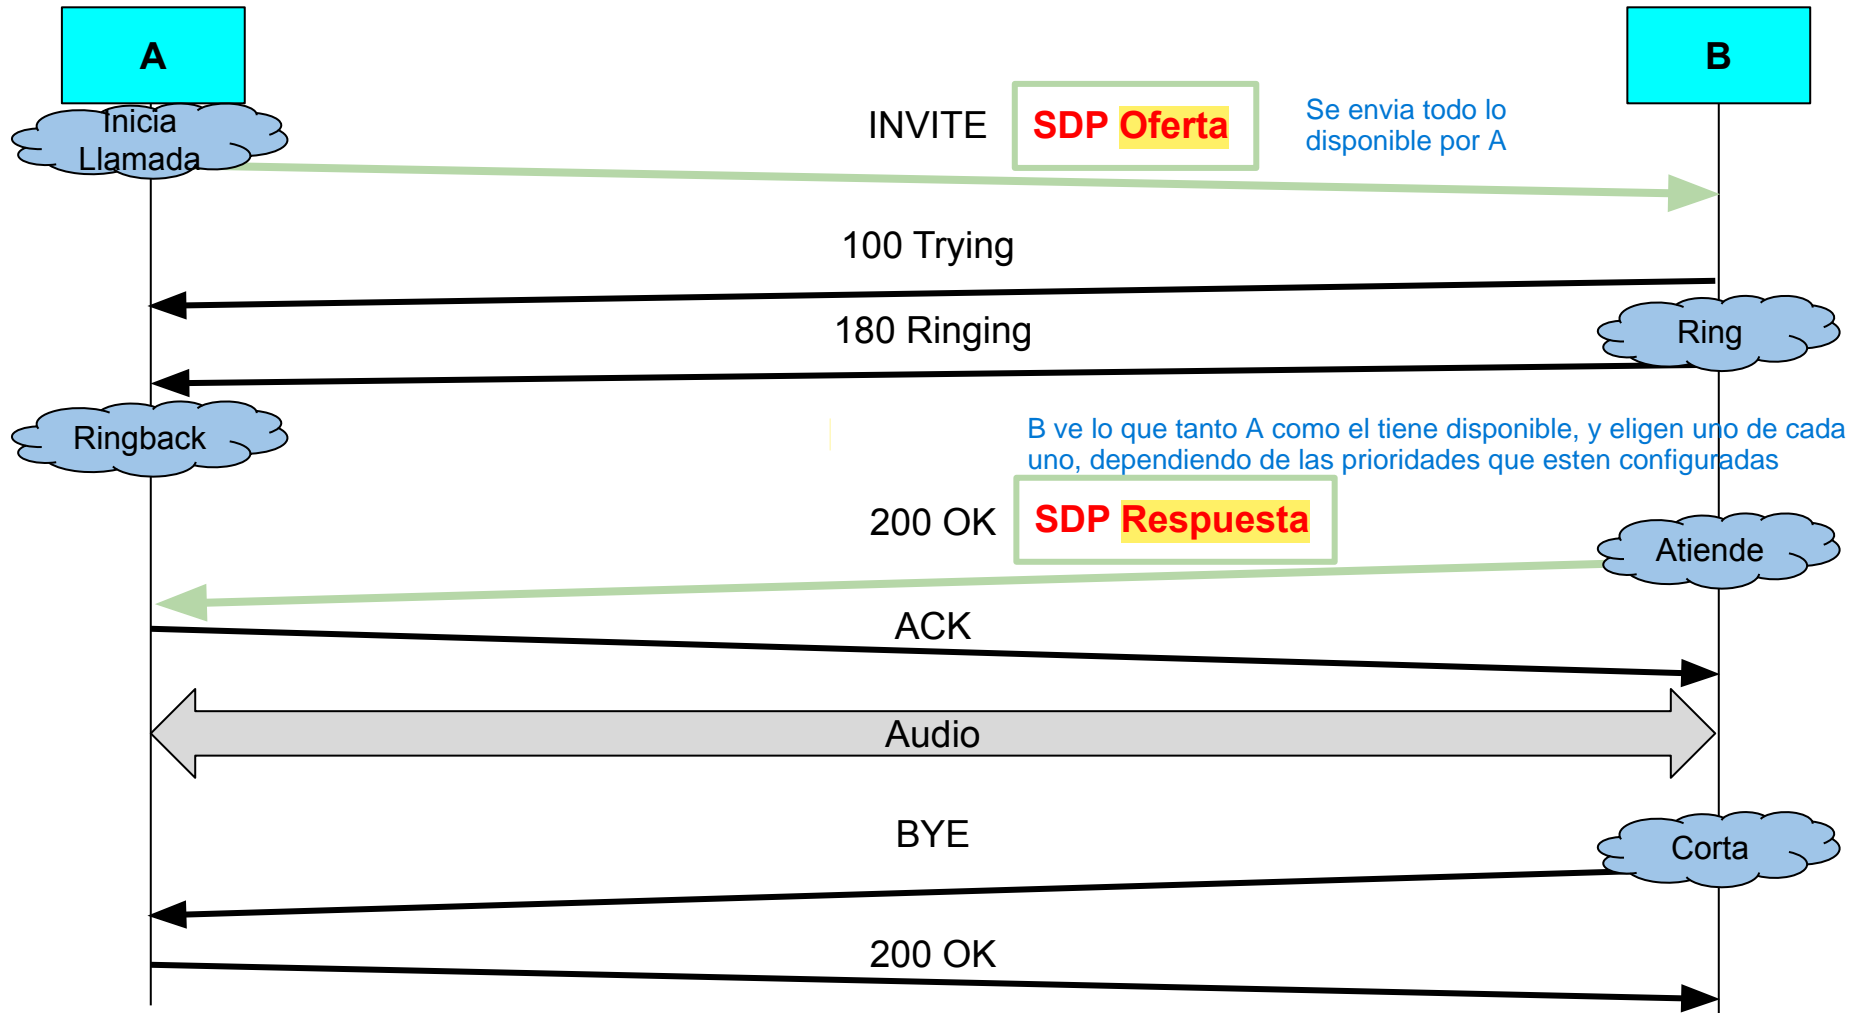 A
B
Inicia
Llamada
INVITE
SDP Oferta
Se envia todo lo
disponible por A
100 Trying
180 Ringing
Ring
Ringback
B ve lo que tanto A como el tiene disponible, y eligen uno de cada
uno, dependiendo de las prioridades que esten configuradas
200 OK
SDP Respuesta
Atiende
ACK
Audio
BYE
Corta
200 OK